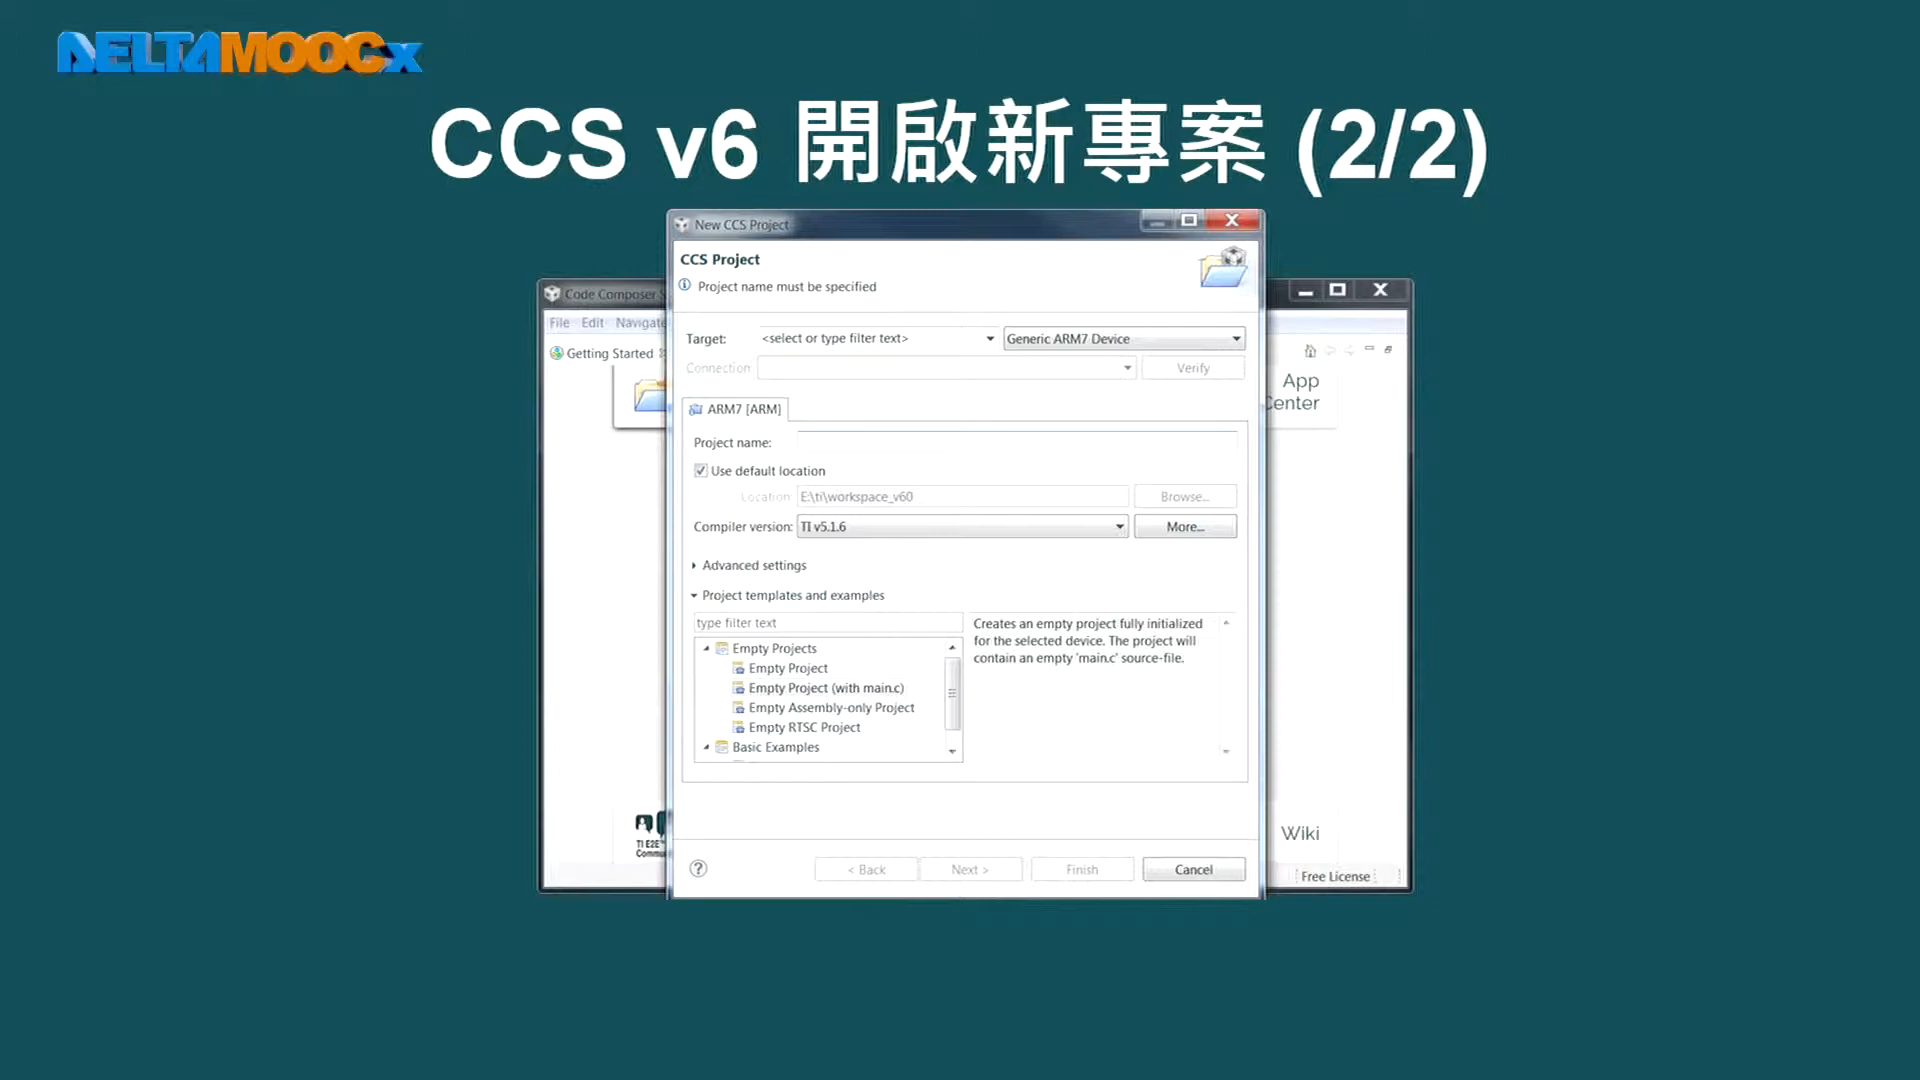 DELTAMOOCx
CCS v6 開啟新專案 (2/2)
New CCS Project
CCS Project
Project name must be specified
Target: <select or type filter text> Generic ARM7 Device
Connection: Verify
ARM7 [ARM]
Project name:
Use default location
Location: E:\ti\workspace_v60 Browse...
Compiler version: TI v5.1.6 More...
Advanced settings
Project templates and examples
type filter text
Empty Projects
Empty Project
Empty Project (with main.c)
Empty Assembly-only Project
Empty RTSC Project
Basic Examples
Creates an empty project fully initialized
for the selected device. The project will
contain an empty 'main.c' source-file.
< Back Next > Finish Cancel
Code Composer S
File Edit Navigate
Getting Started
App
Center
TI E2E™
Commu
Wiki
Free License